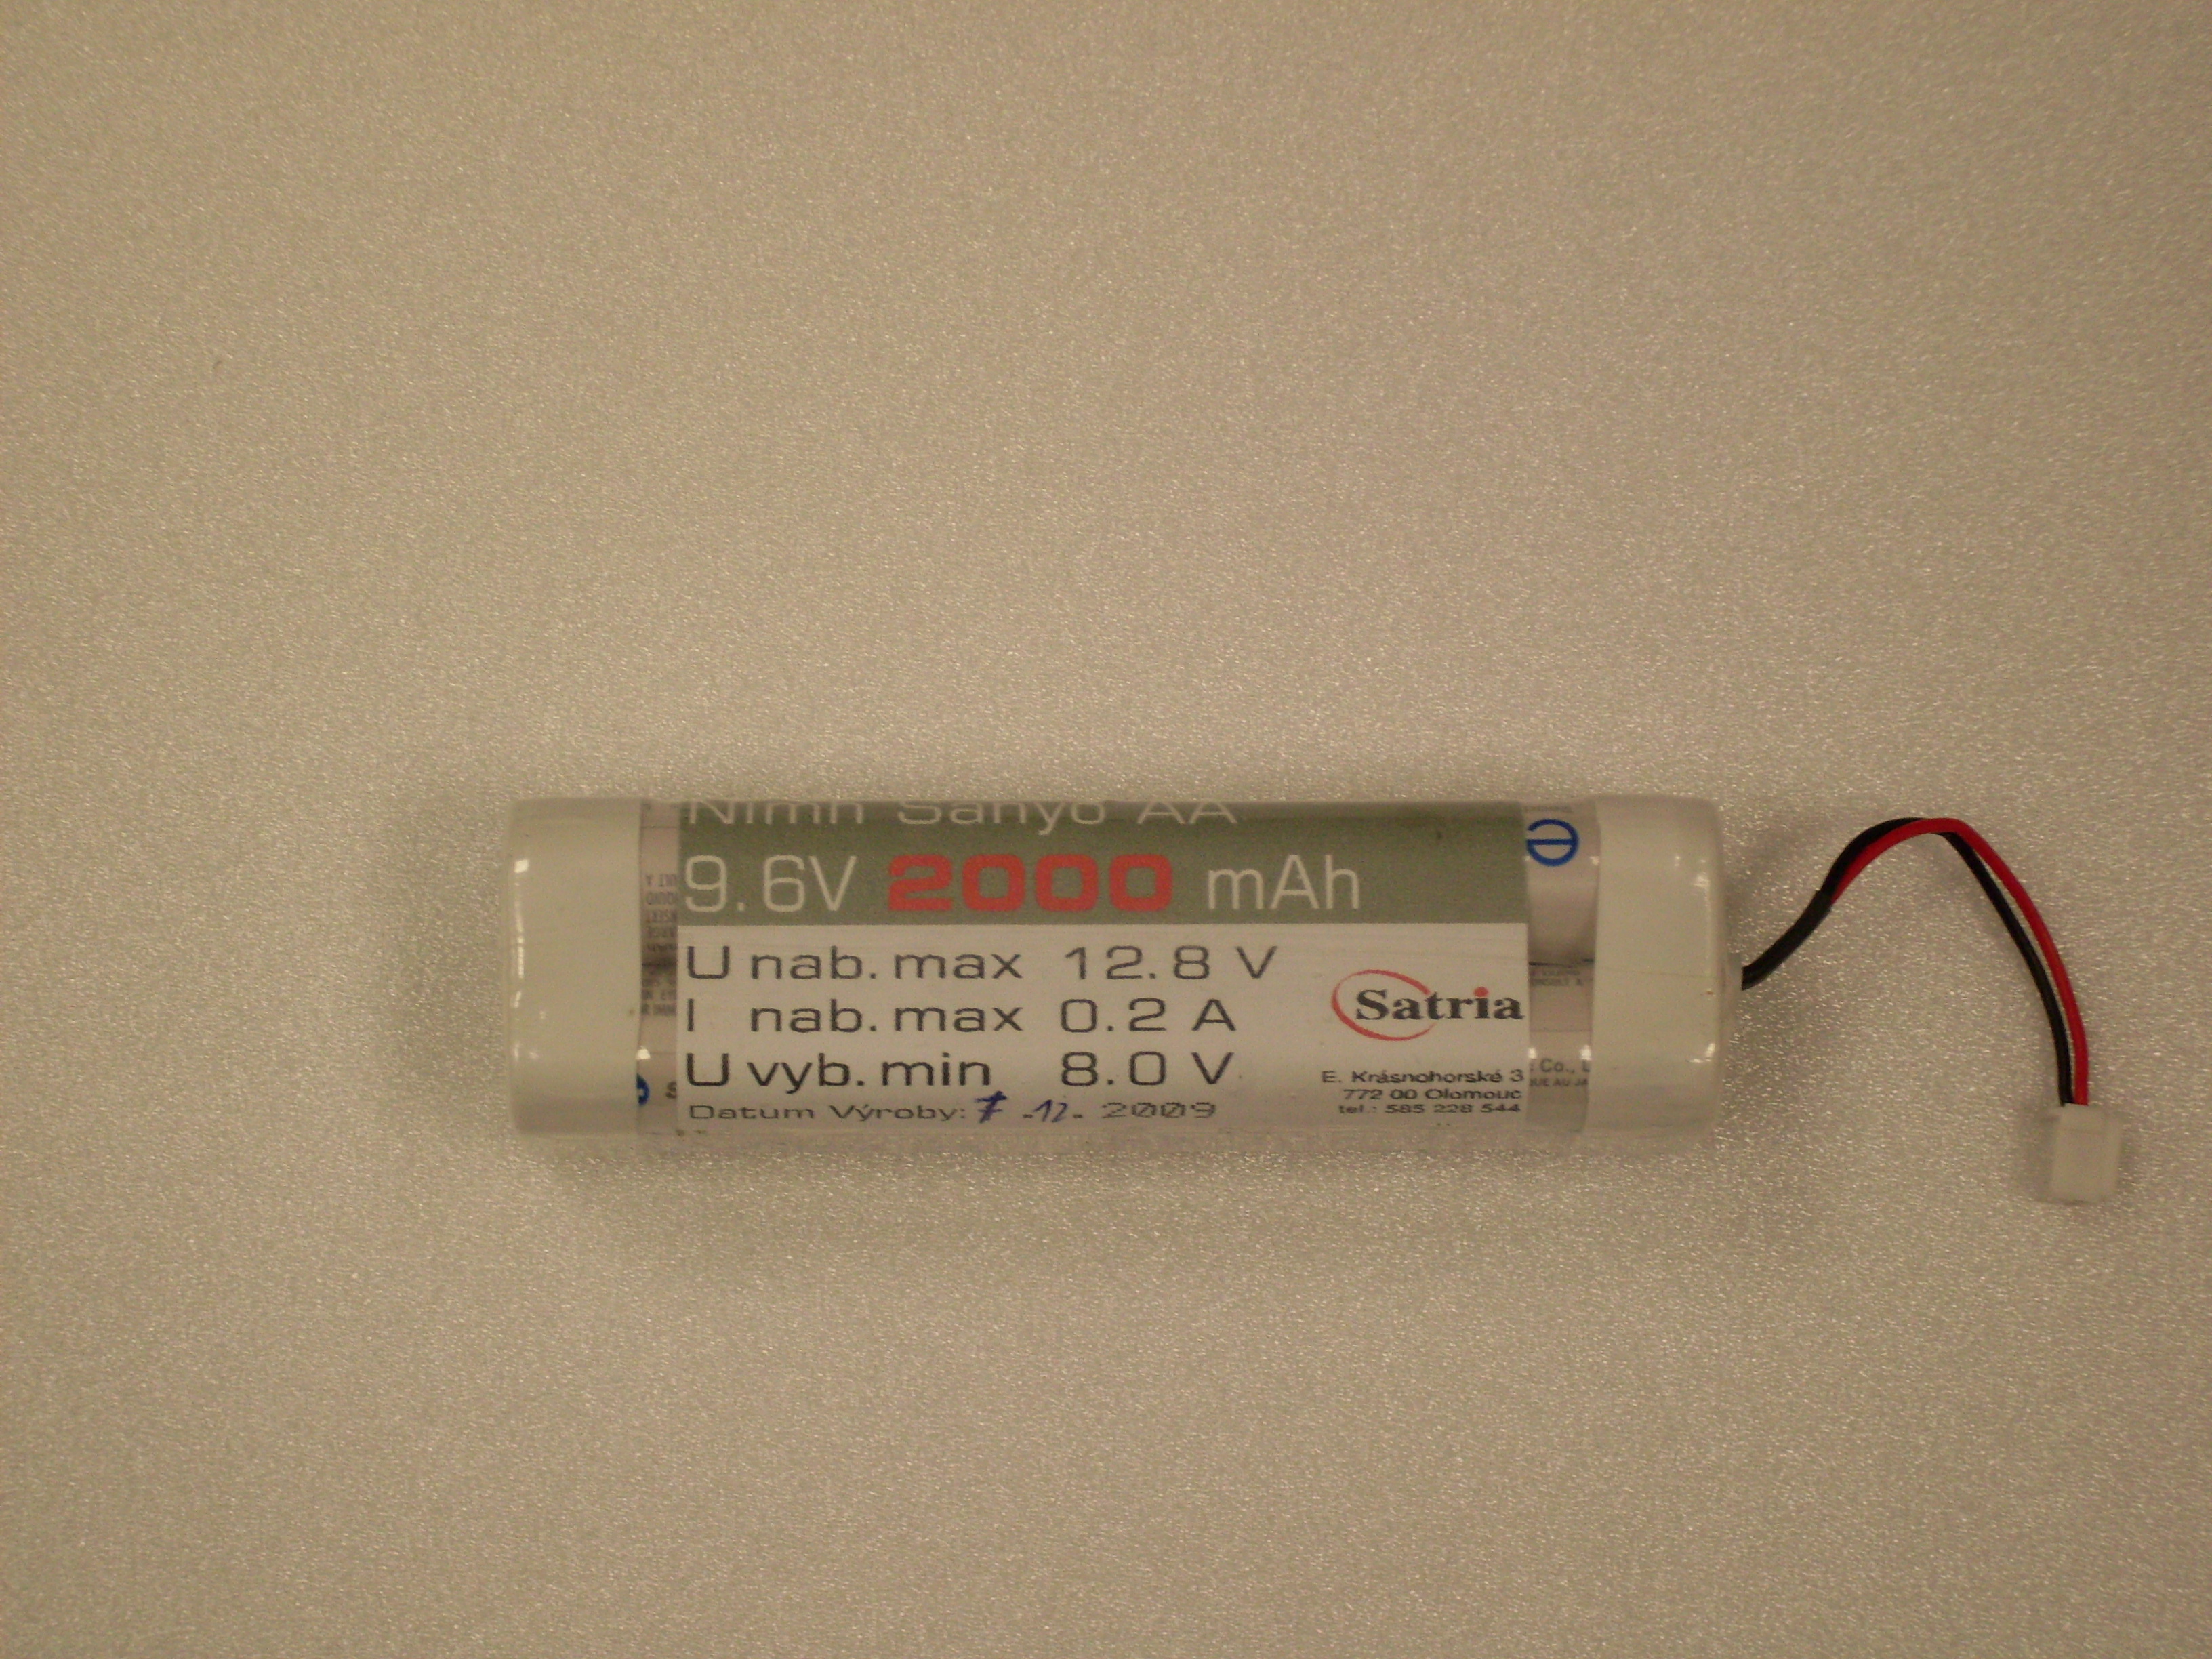 Nimh Sanyo AA
9.6V 2000 mAh
U nab. max 12.8 V
I nab. max 0.2 A
U vyb. min 8.0 V
Datum Výroby: 7.12. 2009
Satria
E. Krásnohorské 3
772 00 Olomouc
tel.: 585 228 544
Co.,